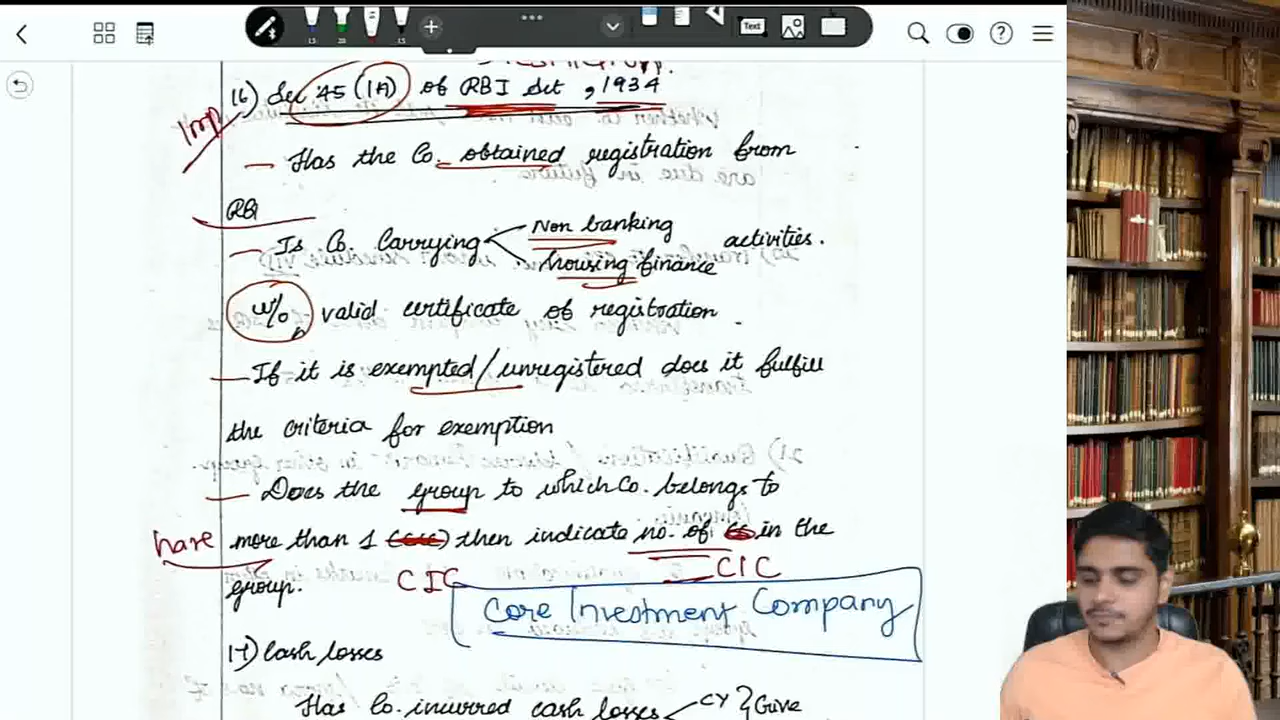 Text
Imp
16) Sec 45 (IA) of RBI Act, 1934
- Has the Co. obtained registration from
RBI
- Is Co. Carrying Non banking activities.
housing finance
w/o valid certificate of registration
- If it is exempted/unregistered does it fulfill
the criteria for exemption
- Does the group to which Co. belongs to
have more than 1 then indicate no. of in the
group. CIC CIC
Core Investment Company
17) Cash losses
Has Co. incurred cash losses CY } Give